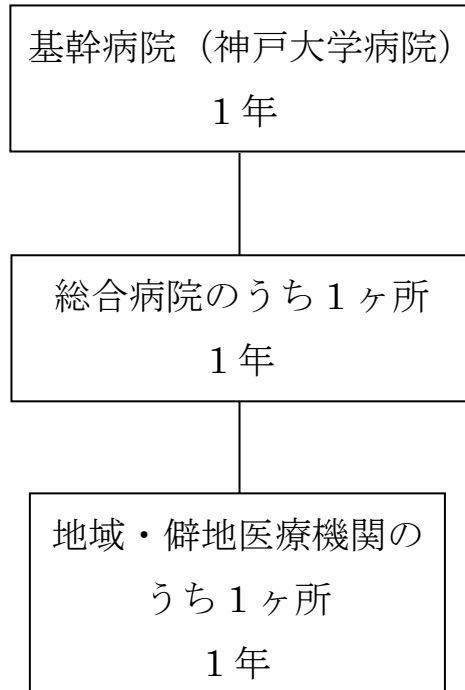 基幹病院（神戸大学病院）
１年
総合病院のうち１ヶ所
１年
地域・僻地医療機関の
うち１ヶ所
１年